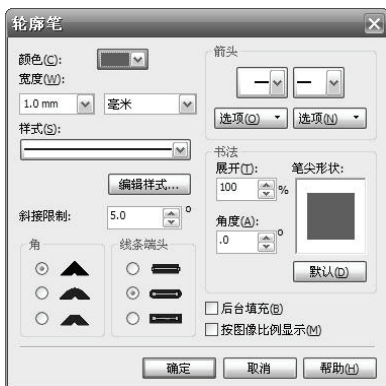 轮廓笔
颜色(C):
宽度(W):
1.0 mm 毫米
样式(S):
编辑样式...
斜接限制: 5.0 °
角
线条端头
箭头
选项(O) 选项(N)
书法
展开(T): 笔尖形状:
100 %
角度(A):
.0 °
默认(D)
后台填充(B)
按图像比例显示(M)
确定 取消 帮助(H)